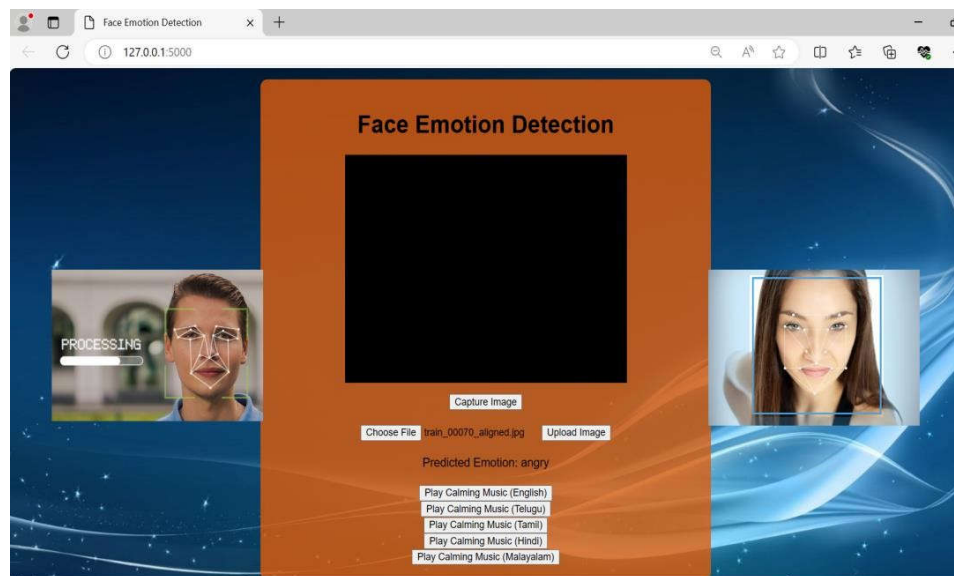 Face Emotion Detection
127.0.0.1:5000
Face Emotion Detection
PROCESSING
Capture Image
Choose File train_00070_aligned.jpg Upload Image
Predicted Emotion: angry
Play Calming Music (English)
Play Calming Music (Telugu)
Play Calming Music (Tamil)
Play Calming Music (Hindi)
Play Calming Music (Malayalam)